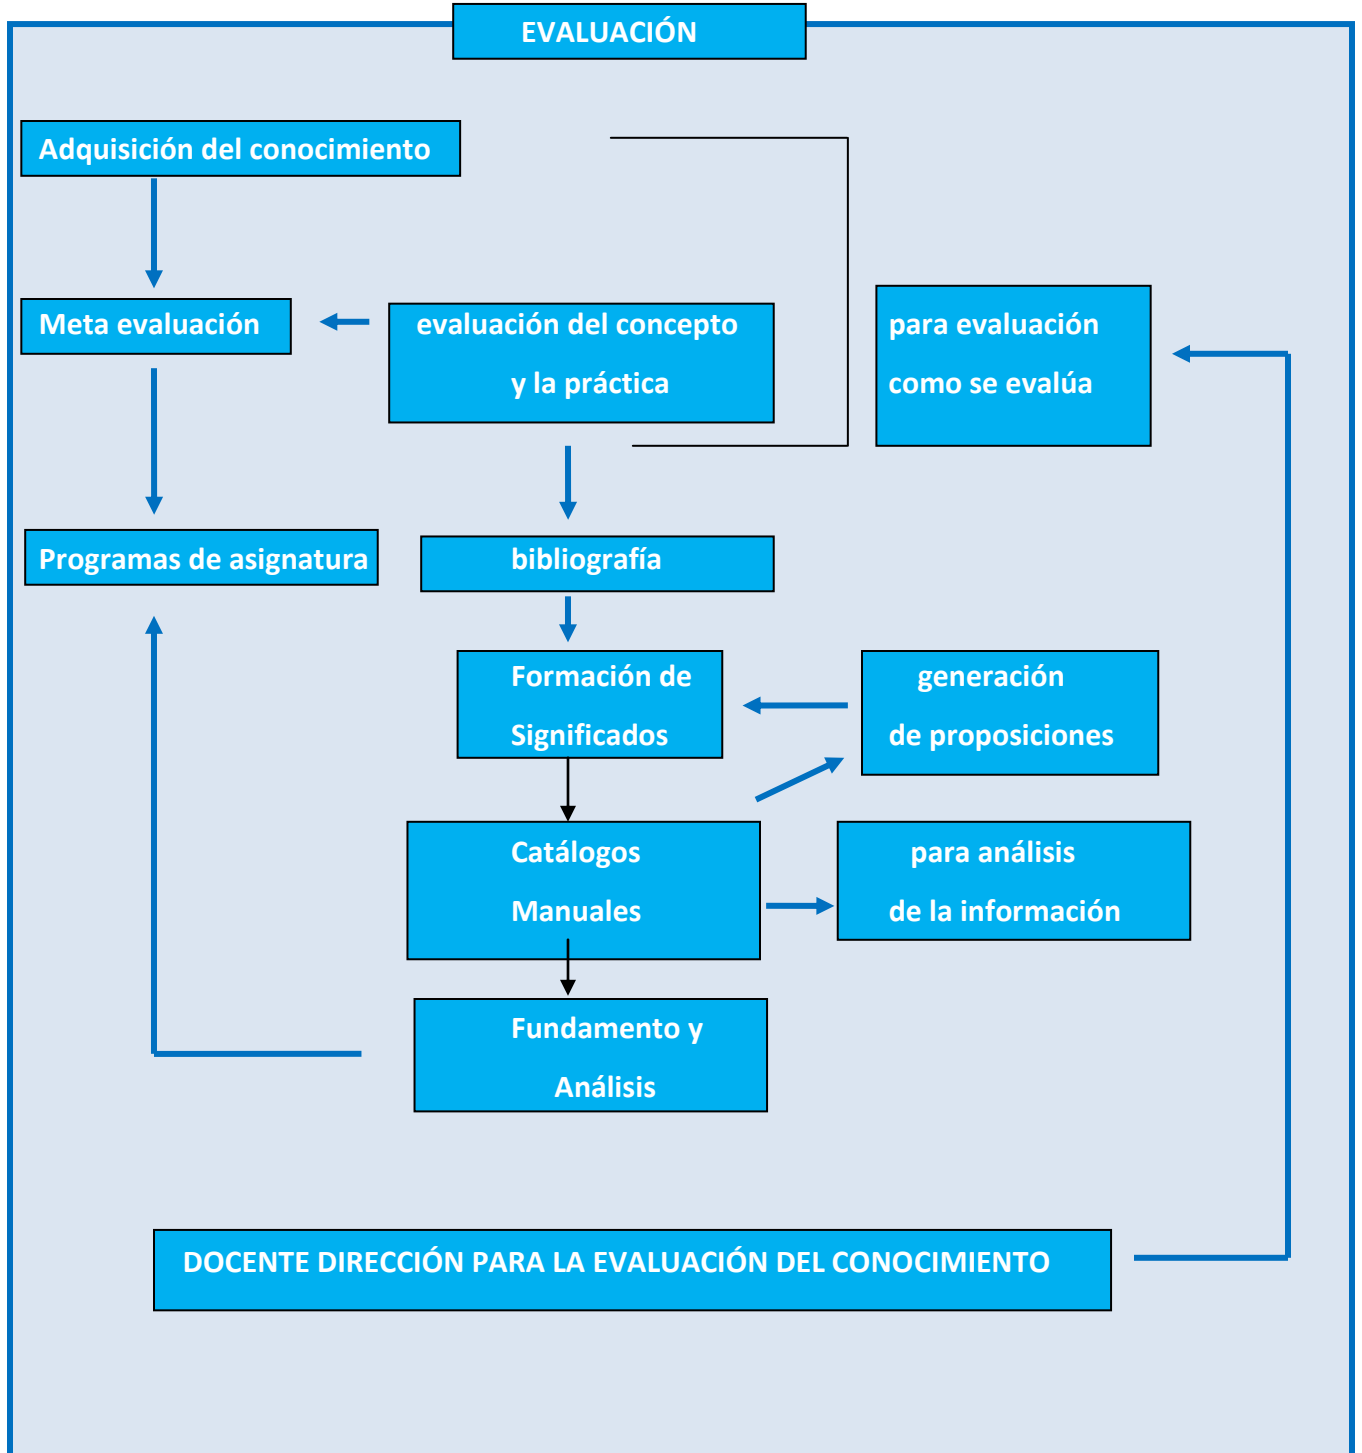 EVALUACIÓN
Adquisición del conocimiento
Meta evaluación
evaluación del concepto
y la práctica
para evaluación
como se evalúa
Programas de asignatura
bibliografía
Formación de
Significados
generación
de proposiciones
Catálogos
Manuales
para análisis
de la información
Fundamento y
Análisis
DOCENTE DIRECCIÓN PARA LA EVALUACIÓN DEL CONOCIMIENTO